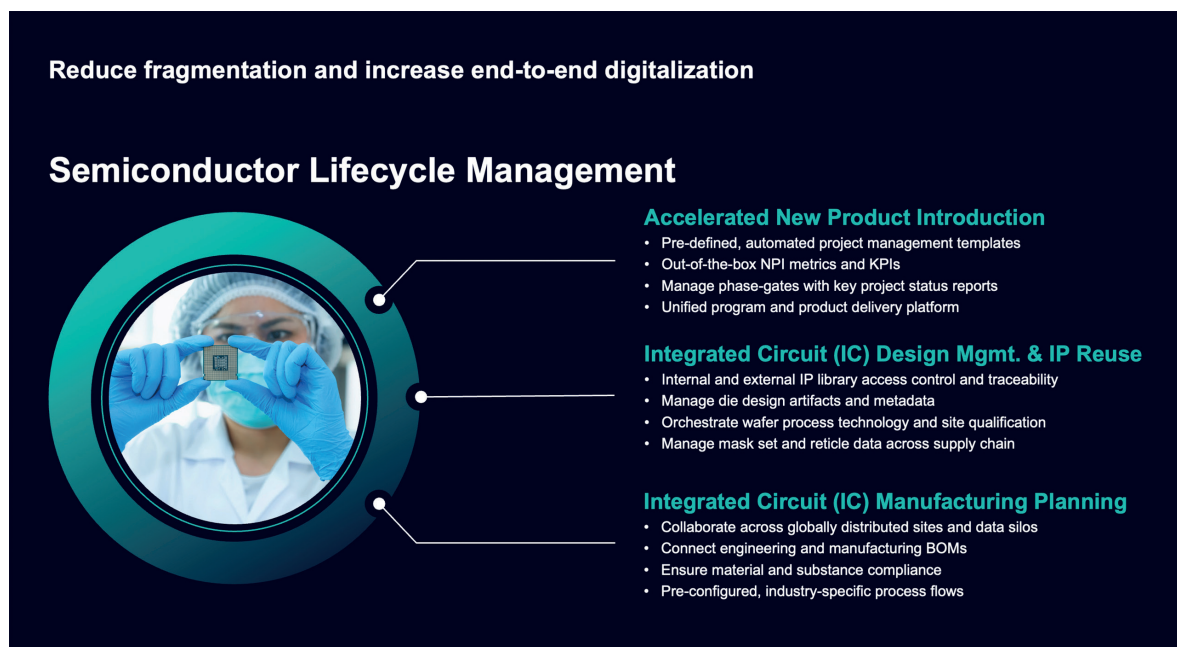 Reduce fragmentation and increase end-to-end digitalization
Semiconductor Lifecycle Management
Accelerated New Product Introduction
• Pre-defined, automated project management templates
• Out-of-the-box NPI metrics and KPIs
• Manage phase-gates with key project status reports
• Unified program and product delivery platform
Integrated Circuit (IC) Design Mgmt. & IP Reuse
• Internal and external IP library access control and traceability
• Manage die design artifacts and metadata
• Orchestrate wafer process technology and site qualification
• Manage mask set and reticle data across supply chain
Integrated Circuit (IC) Manufacturing Planning
• Collaborate across globally distributed sites and data silos
• Connect engineering and manufacturing BOMs
• Ensure material and substance compliance
• Pre-configured, industry-specific process flows